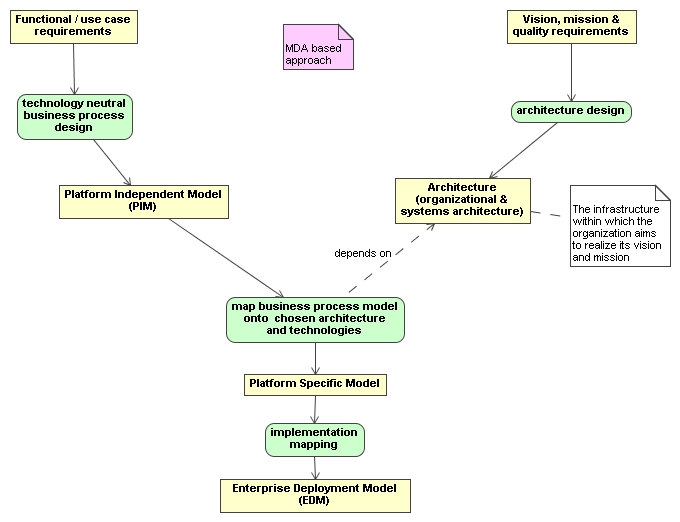 Functional / use case
requirements
MDA based
approach
Vision, mission &
quality requirements
technology neutral
business process
design
architecture design
Platform Independent Model
(PIM)
Architecture
(organizational &
systems architecture)
The infrastructure
within which the
organization aims
to realize its vision
and mission
depends on
map business process model
onto chosen architecture
and technologies
Platform Specific Model
implementation
mapping
Enterprise Deployment Model
(EDM)